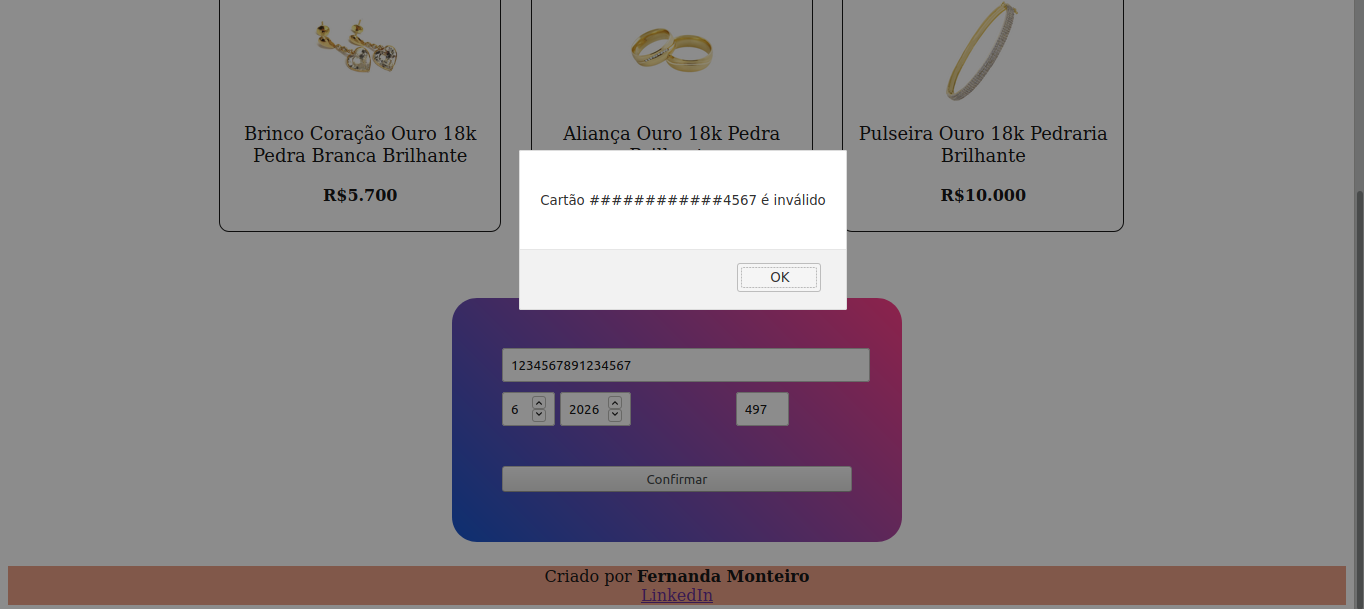 Brinco Coração Ouro 18k
Pedra Branca Brilhante
R$5.700
Aliança Ouro 18k Pedra
Pulseira Ouro 18k Pedraria
Brilhante
R$10.000
Cartão ############4567 é inválido
OK
1234567891234567
6 2026 497
Confirmar
Criado por Fernanda Monteiro
LinkedIn